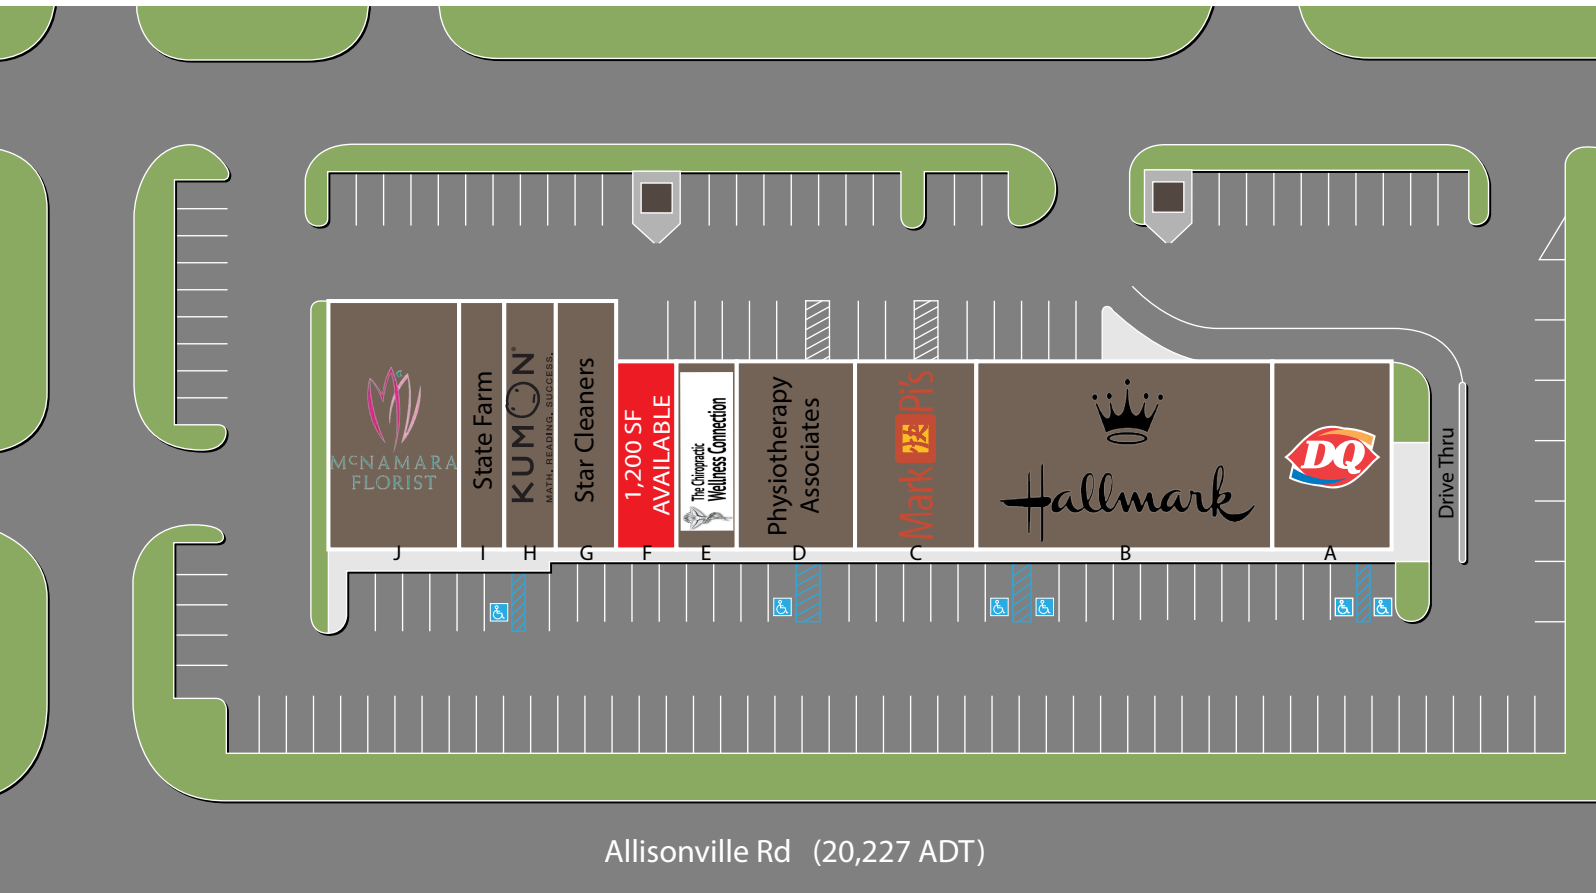 McNAMARA
FLORIST
State Farm
KUMON®
MATH. READING. SUCCESS.
Star Cleaners
1,200 SF
AVAILABLE
The Chiropractic
Wellness Connection
Physiotherapy
Associates
Mark Pi's
Hallmark
DQ
Drive Thru
J
I
H
G
F
E
D
C
B
A
Allisonville Rd (20,227 ADT)